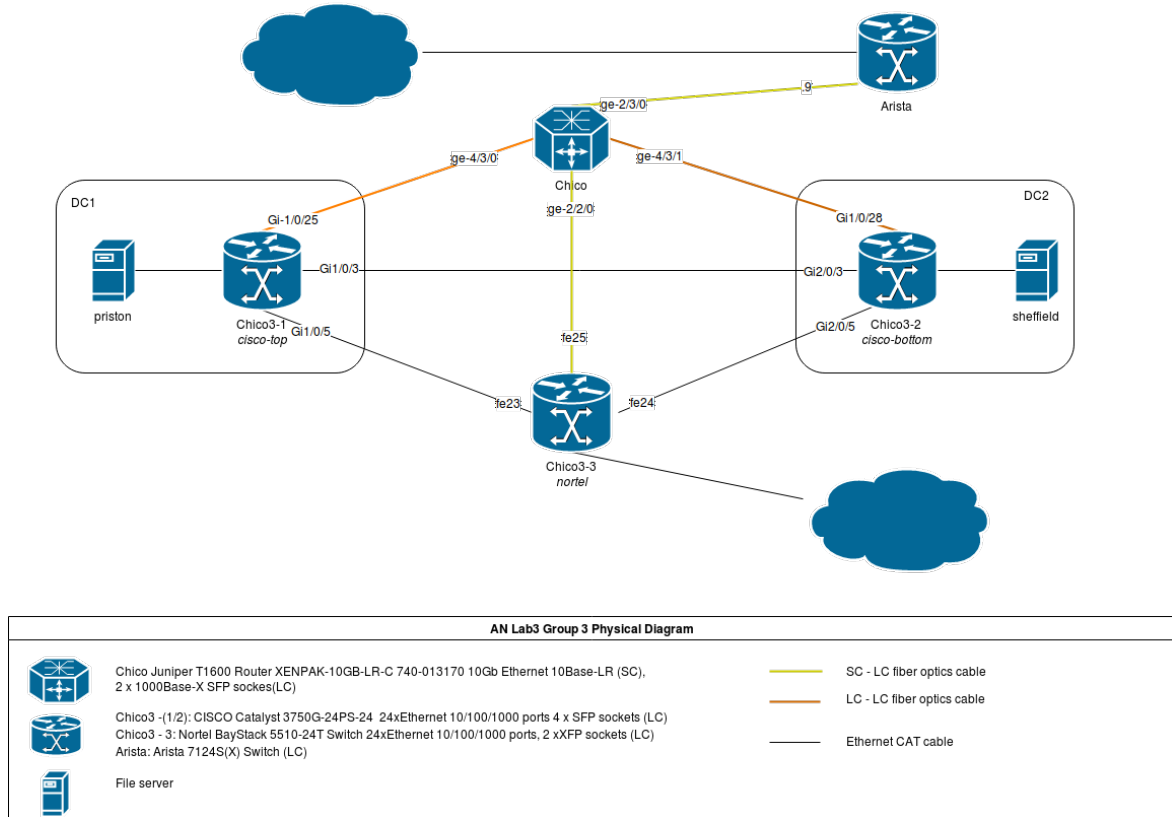 Arista
.9
ge-2/3/0
Chico
ge-4/3/0
ge-4/3/1
ge-2/2/0
DC1
DC2
Gi-1/0/25
Gi1/0/28
priston
Gi1/0/3
Gi2/0/3
sheffield
Chico3-1
cisco-top
Gi1/0/5
Chico3-2
cisco-bottom
Gi2/0/5
fe25
fe23
fe24
Chico3-3
nortel
AN Lab3 Group 3 Physical Diagram
Chico Juniper T1600 Router XENPAK-10GB-LR-C 740-013170 10Gb Ethernet 10Base-LR (SC),
2 x 1000Base-X SFP sockes(LC)
Chico3 -(1/2): CISCO Catalyst 3750G-24PS-24 24xEthernet 10/100/1000 ports 4 x SFP sockets (LC)
Chico3 - 3: Nortel BayStack 5510-24T Switch 24xEthernet 10/100/1000 ports, 2 xXFP sockets (LC)
Arista: Arista 7124S(X) Switch (LC)
File server
SC - LC fiber optics cable
LC - LC fiber optics cable
Ethernet CAT cable